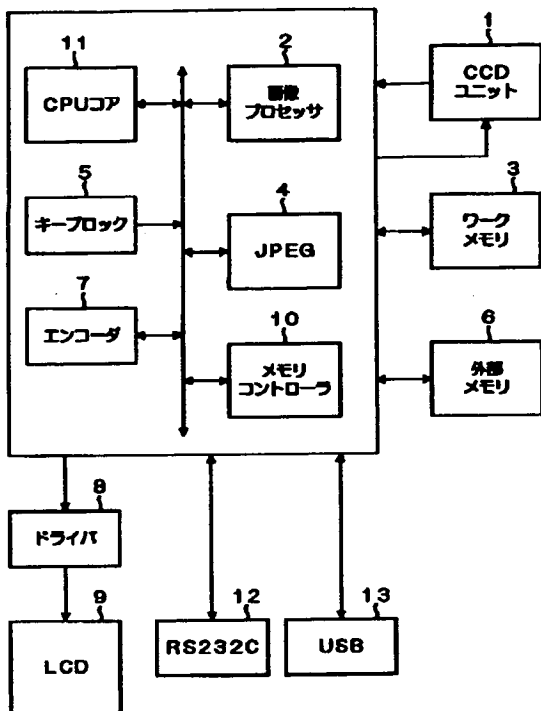 11
CPUコア
2
画像
プロセッサ
1
CCD
ユニット
5
キーブロック
4
JPEG
3
ワーク
メモリ
7
エンコーダ
10
メモリ
コントローラ
6
外部
メモリ
8
ドライバ
9
LCD
12
RS232C
13
USB